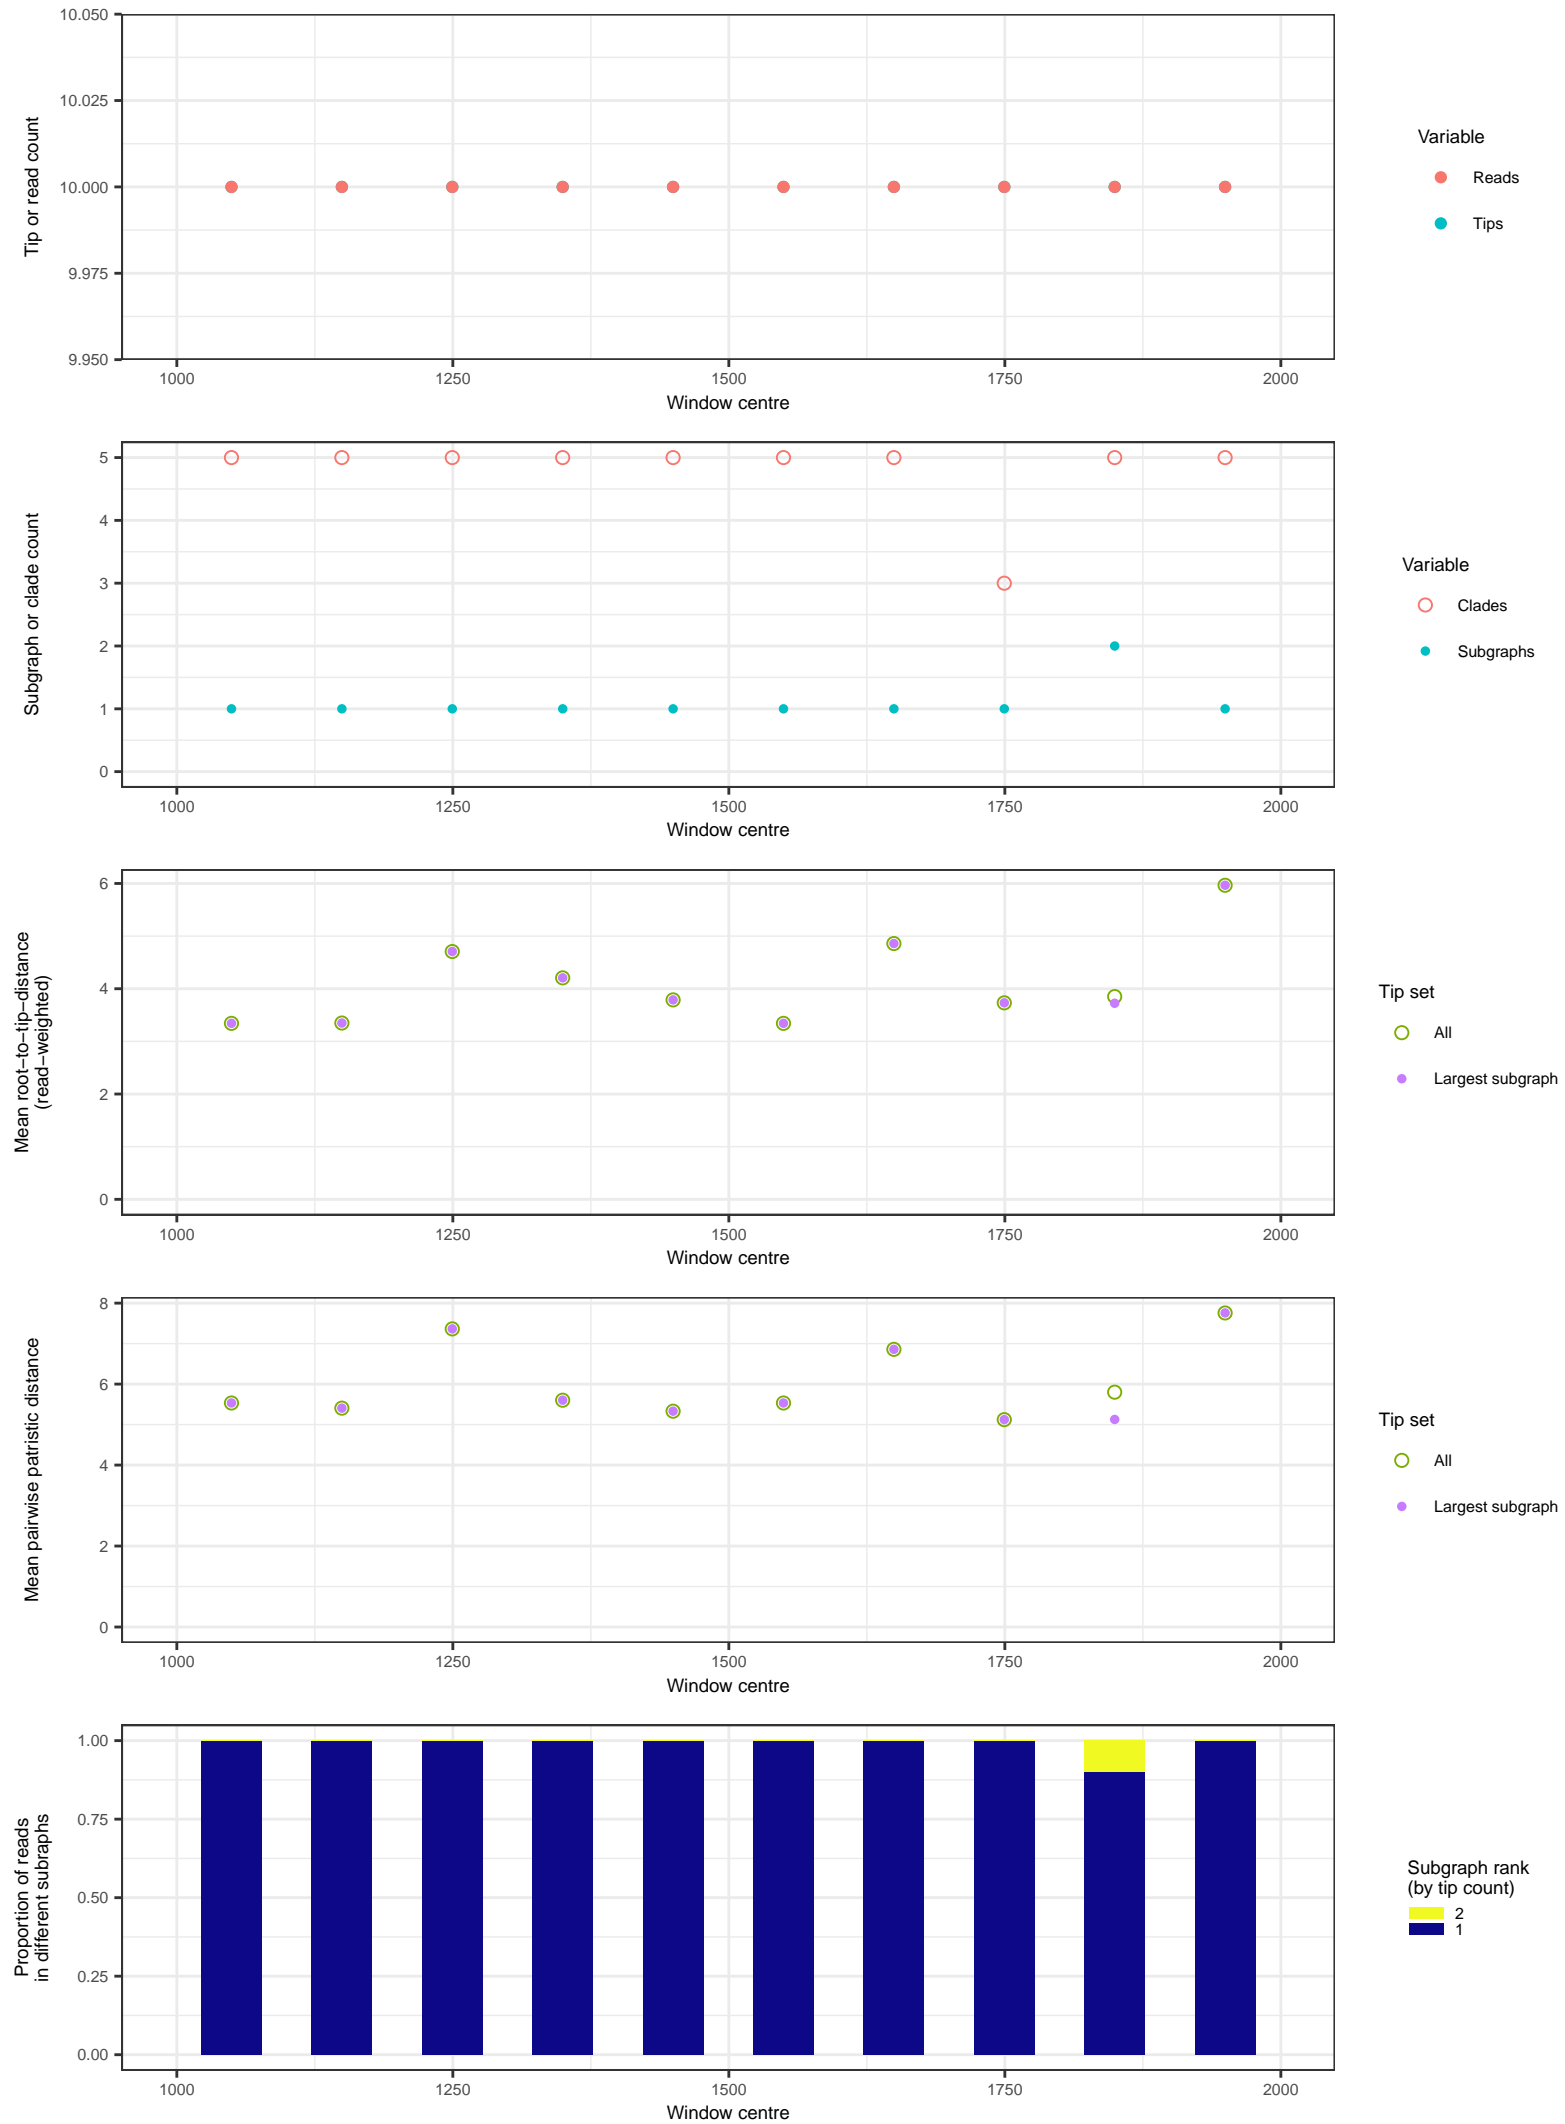 10.050
10.025
10.000
9.975
9.950
Tip or read count
1000 1250 1500 1750 2000
Window centre
Variable
Reads
Tips
5
4
3
2
1
0
Subgraph or clade count
1000 1250 1500 1750 2000
Window centre
Variable
Clades
Subgraphs
6
4
2
0
Mean root−to−tip−distance
(read−weighted)
1000 1250 1500 1750 2000
Window centre
Tip set
All
Largest subgraph
8
6
4
2
0
Mean pairwise patristic distance
1000 1250 1500 1750 2000
Window centre
Tip set
All
Largest subgraph
1.00
0.75
0.50
0.25
0.00
Proportion of reads
in different subraphs
1000 1250 1500 1750 2000
Window centre
Subgraph rank
(by tip count)
2
1